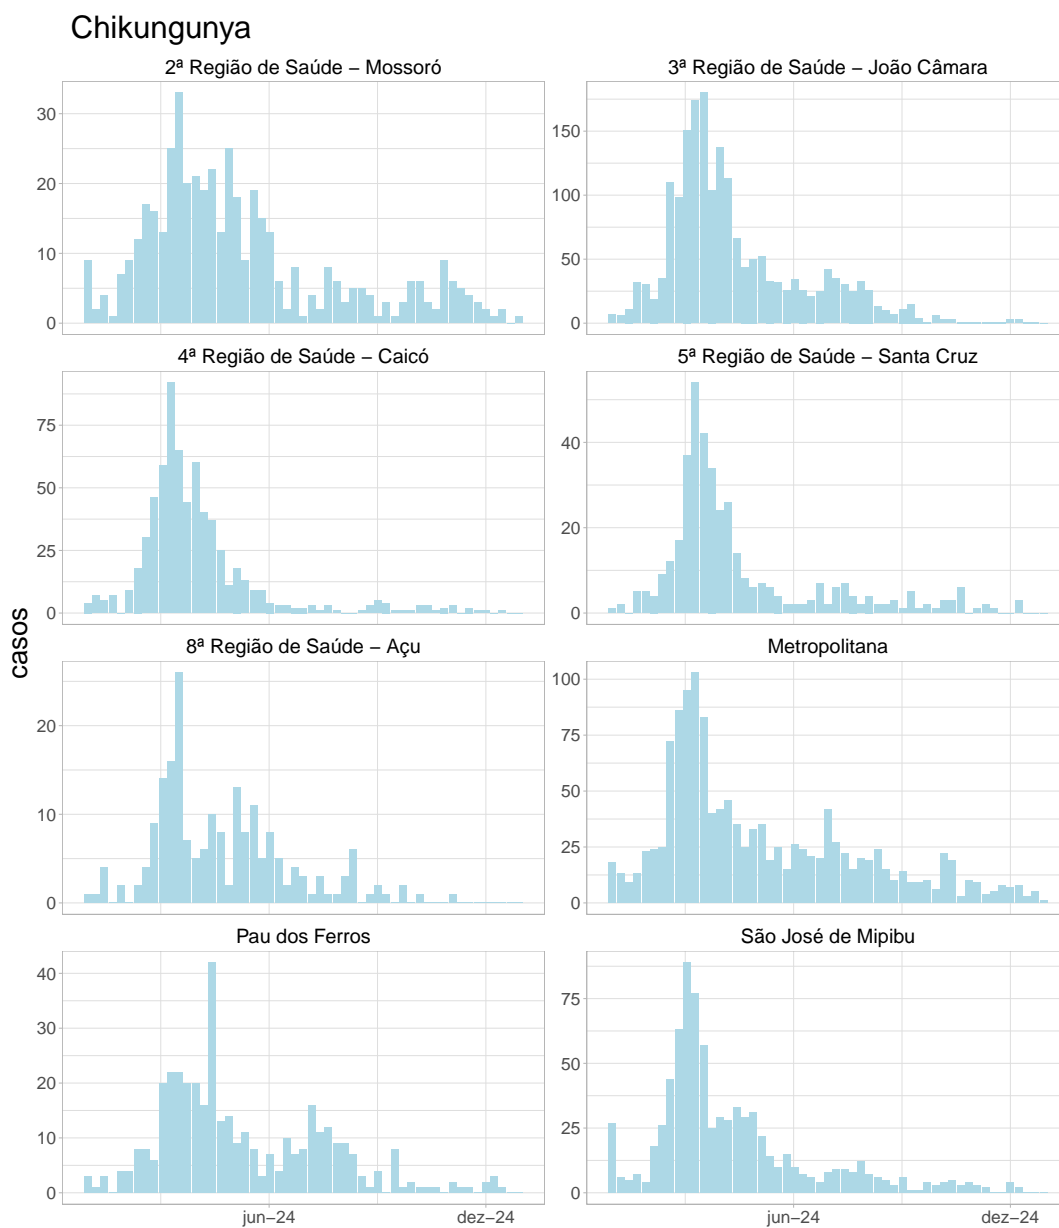 Chikungunya
2ª Região de Saúde – Mossoró
3ª Região de Saúde – João Câmara
30
20
10
0
150
100
50
0
4ª Região de Saúde – Caicó
5ª Região de Saúde – Santa Cruz
75
50
25
0
40
20
0
casos
8ª Região de Saúde – Açu
Metropolitana
20
10
0
100
75
50
25
0
Pau dos Ferros
São José de Mipibu
40
30
20
10
0
75
50
25
0
jun–24
dez–24
jun–24
dez–24